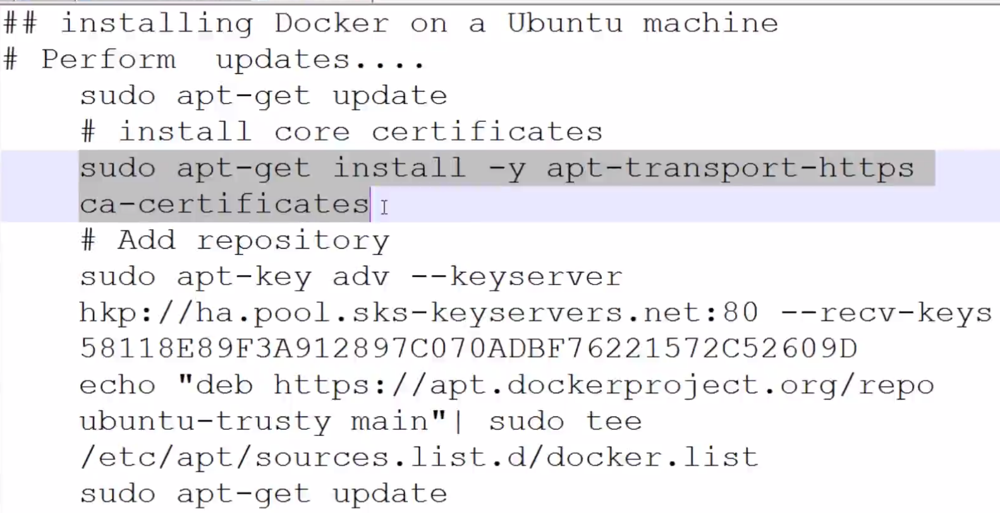 ## installing Docker on a Ubuntu machine
# Perform  updates....
sudo apt-get update
# install core certificates
sudo apt-get install -y apt-transport-https
ca-certificates
# Add repository
sudo apt-key adv --keyserver
hkp://ha.pool.sks-keyservers.net:80 --recv-keys
58118E89F3A912897C070ADBF76221572C52609D
echo "deb https://apt.dockerproject.org/repo
ubuntu-trusty main"| sudo tee
/etc/apt/sources.list.d/docker.list
sudo apt-get update